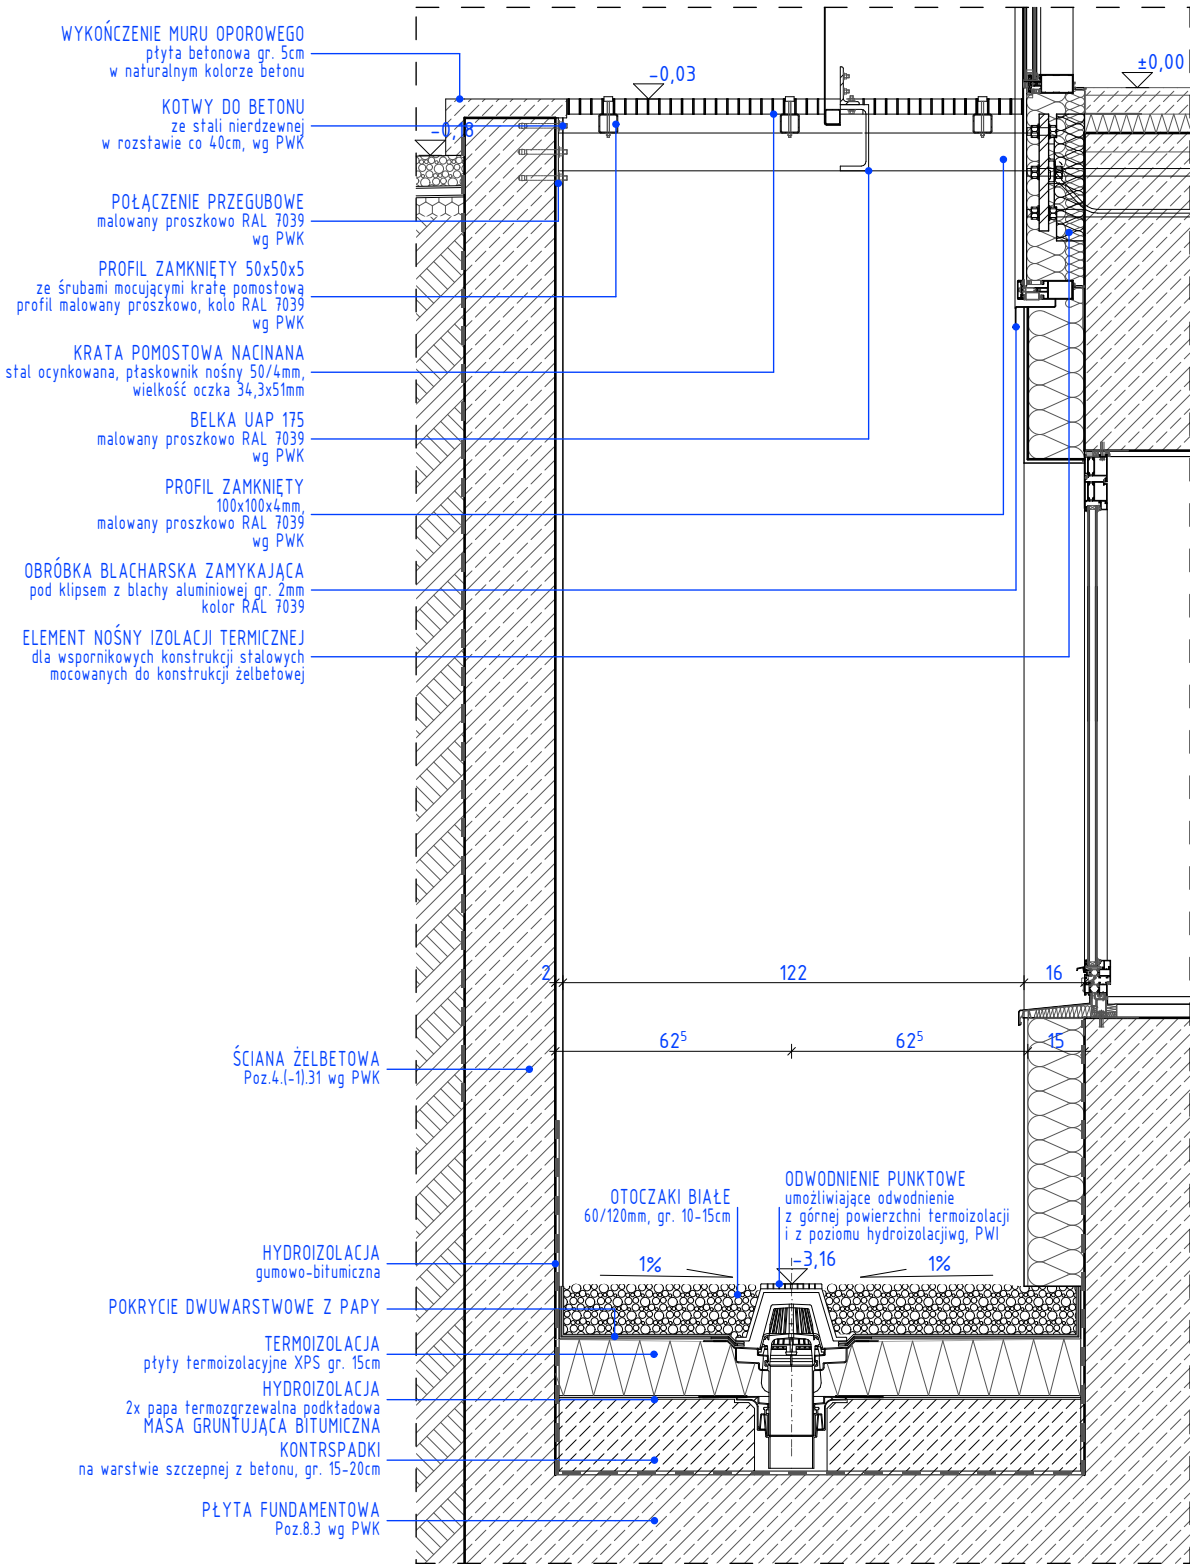 WYKOŃCZENIE MURU OPOROWEGO
płyta betonowa gr. 5cm
w naturalnym kolorze betonu
KOTWY DO BETONU
ze stali nierdzewnej
w rozstawie co 40cm, wg PWK
POŁĄCZENIE PRZEGUBOWE
malowany proszkowo RAL 7039
wg PWK
PROFIL ZAMKNIĘTY 50x50x5
ze śrubami mocującymi kratę pomostową
profil malowany proszkowo, kolo RAL 7039
wg PWK
KRATA POMOSTOWA NACINANA
stal ocynkowana, płaskownik nośny 50/4mm,
wielkość oczka 34,3x51mm
BELKA UAP 175
malowany proszkowo RAL 7039
wg PWK
PROFIL ZAMKNIĘTY
100x100x4mm,
malowany proszkowo RAL 7039
wg PWK
OBRÓBKA BLACHARSKA ZAMYKAJĄCA
pod klipsem z blachy aluminiowej gr. 2mm
kolor RAL 7039
ELEMENT NOŚNY IZOLACJI TERMICZNEJ
dla wspornikowych konstrukcji stalowych
mocowanych do konstrukcji żelbetowej
-0,03
±0,00
-0,18
2
122
16
62⁵
62⁵
15
ŚCIANA ŻELBETOWA
Poz.4.(-1).31 wg PWK
OTOCZAKI BIAŁE
60/120mm, gr. 10-15cm
ODWODNIENIE PUNKTOWE
umożliwiające odwodnienie
z górnej powierzchni termoizolacji
i z poziomu hydroizolacjiwg, PWI
1%
-3,16
1%
HYDROIZOLACJA
gumowo-bitumiczna
POKRYCIE DWUWARSTWOWE Z PAPY
TERMOIZOLACJA
płyty termoizolacyjne XPS gr. 15cm
HYDROIZOLACJA
2x papa termozgrzewalna podkładowa
MASA GRUNTUJĄCA BITUMICZNA
KONTRSPADKI
na warstwie szczepnej z betonu, gr. 15-20cm
PŁYTA FUNDAMENTOWA
Poz.8.3 wg PWK